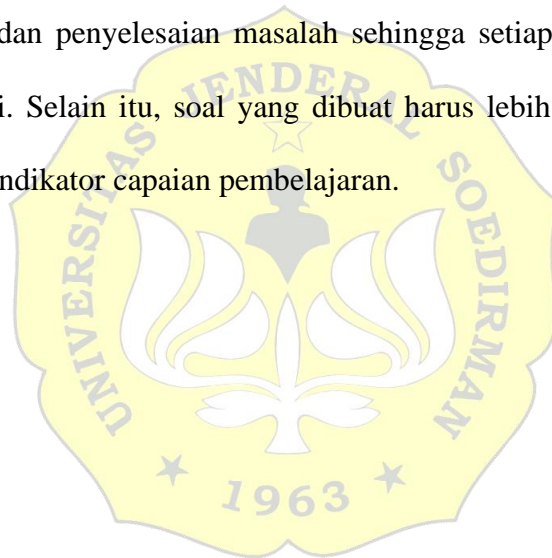 dan penyelesaian masalah sehingga setiap
i. Selain itu, soal yang dibuat harus lebih
ndikator capaian pembelajaran.
UNIVERSITAS JENDERAL SOEDIRMAN
1963